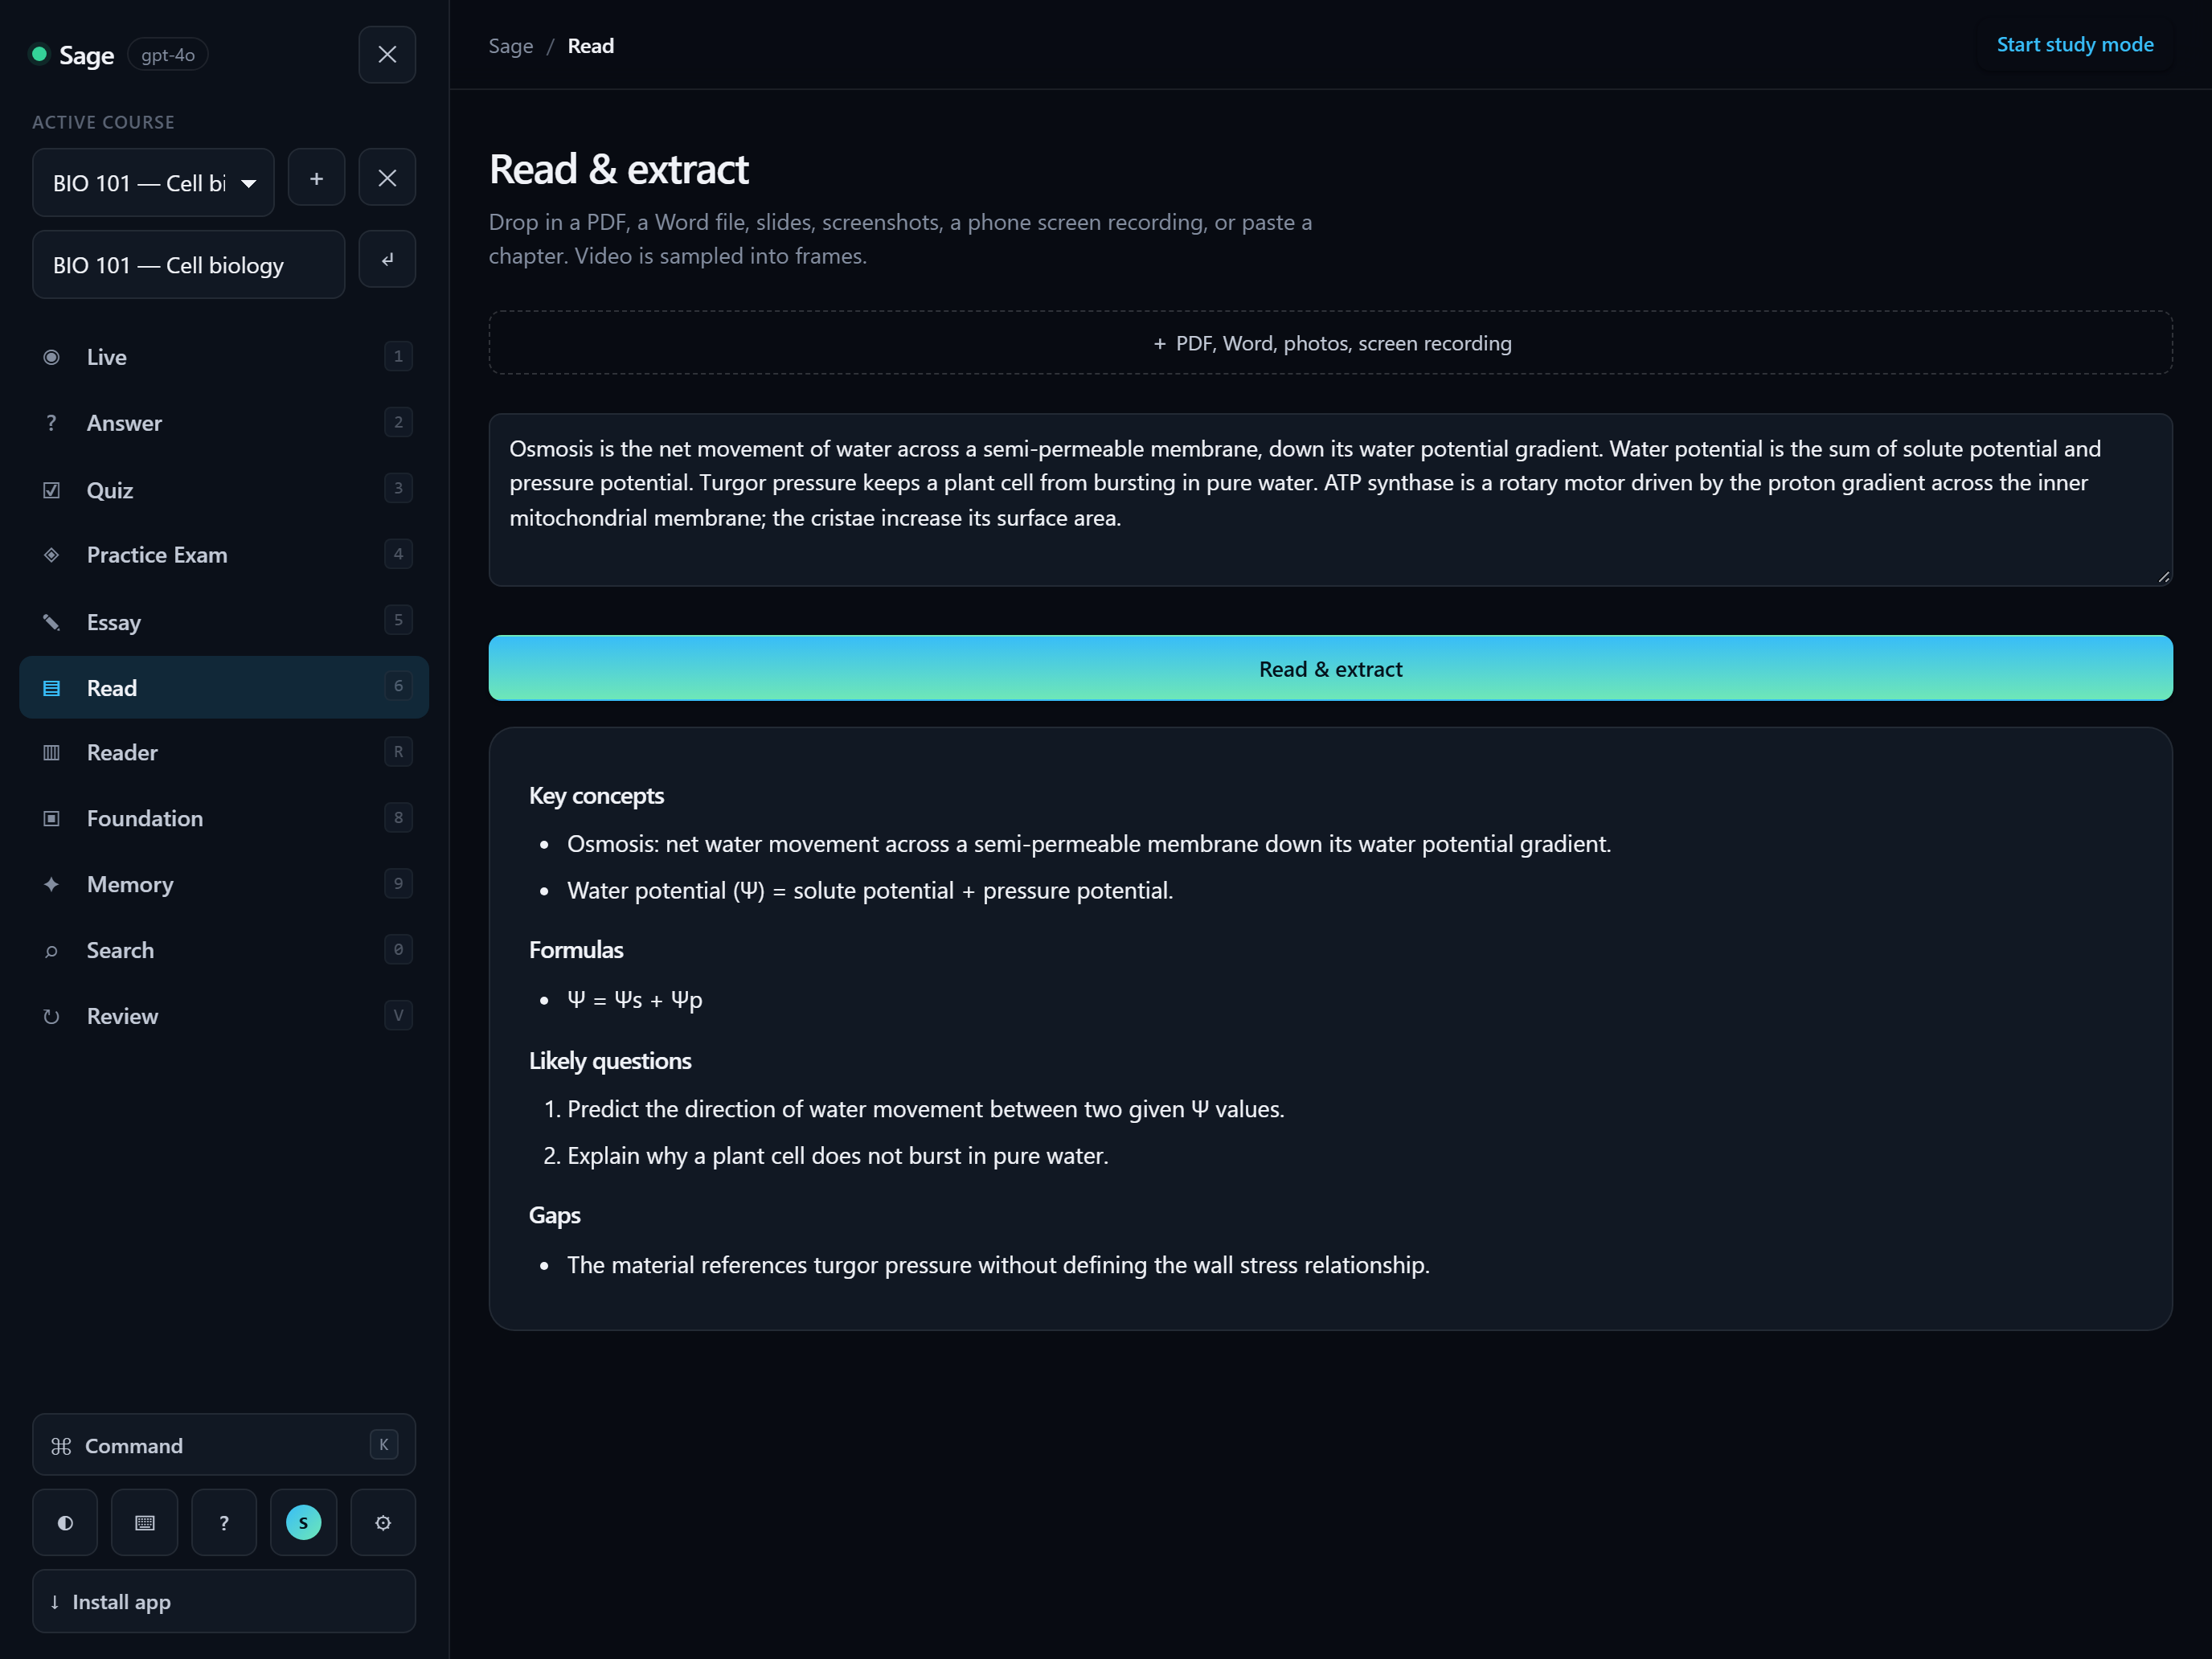 Sage
gpt-4o
ACTIVE COURSE
BIO 101 — Cell bi
+
BIO 101 — Cell biology
Live 1
? Answer 2
Quiz 3
Practice Exam 4
Essay 5
Read 6
Reader R
Foundation 8
Memory 9
Search 0
Review V
⌘ Command K
?
S
↓ Install app
Sage / Read
Start study mode
Read & extract
Drop in a PDF, a Word file, slides, screenshots, a phone screen recording, or paste a
chapter. Video is sampled into frames.
+ PDF, Word, photos, screen recording
Osmosis is the net movement of water across a semi-permeable membrane, down its water potential gradient. Water potential is the sum of solute potential and
pressure potential. Turgor pressure keeps a plant cell from bursting in pure water. ATP synthase is a rotary motor driven by the proton gradient across the inner
mitochondrial membrane; the cristae increase its surface area.
Read & extract
Key concepts
• Osmosis: net water movement across a semi-permeable membrane down its water potential gradient.
• Water potential (Ψ) = solute potential + pressure potential.
Formulas
• Ψ = Ψs + Ψp
Likely questions
1. Predict the direction of water movement between two given Ψ values.
2. Explain why a plant cell does not burst in pure water.
Gaps
• The material references turgor pressure without defining the wall stress relationship.